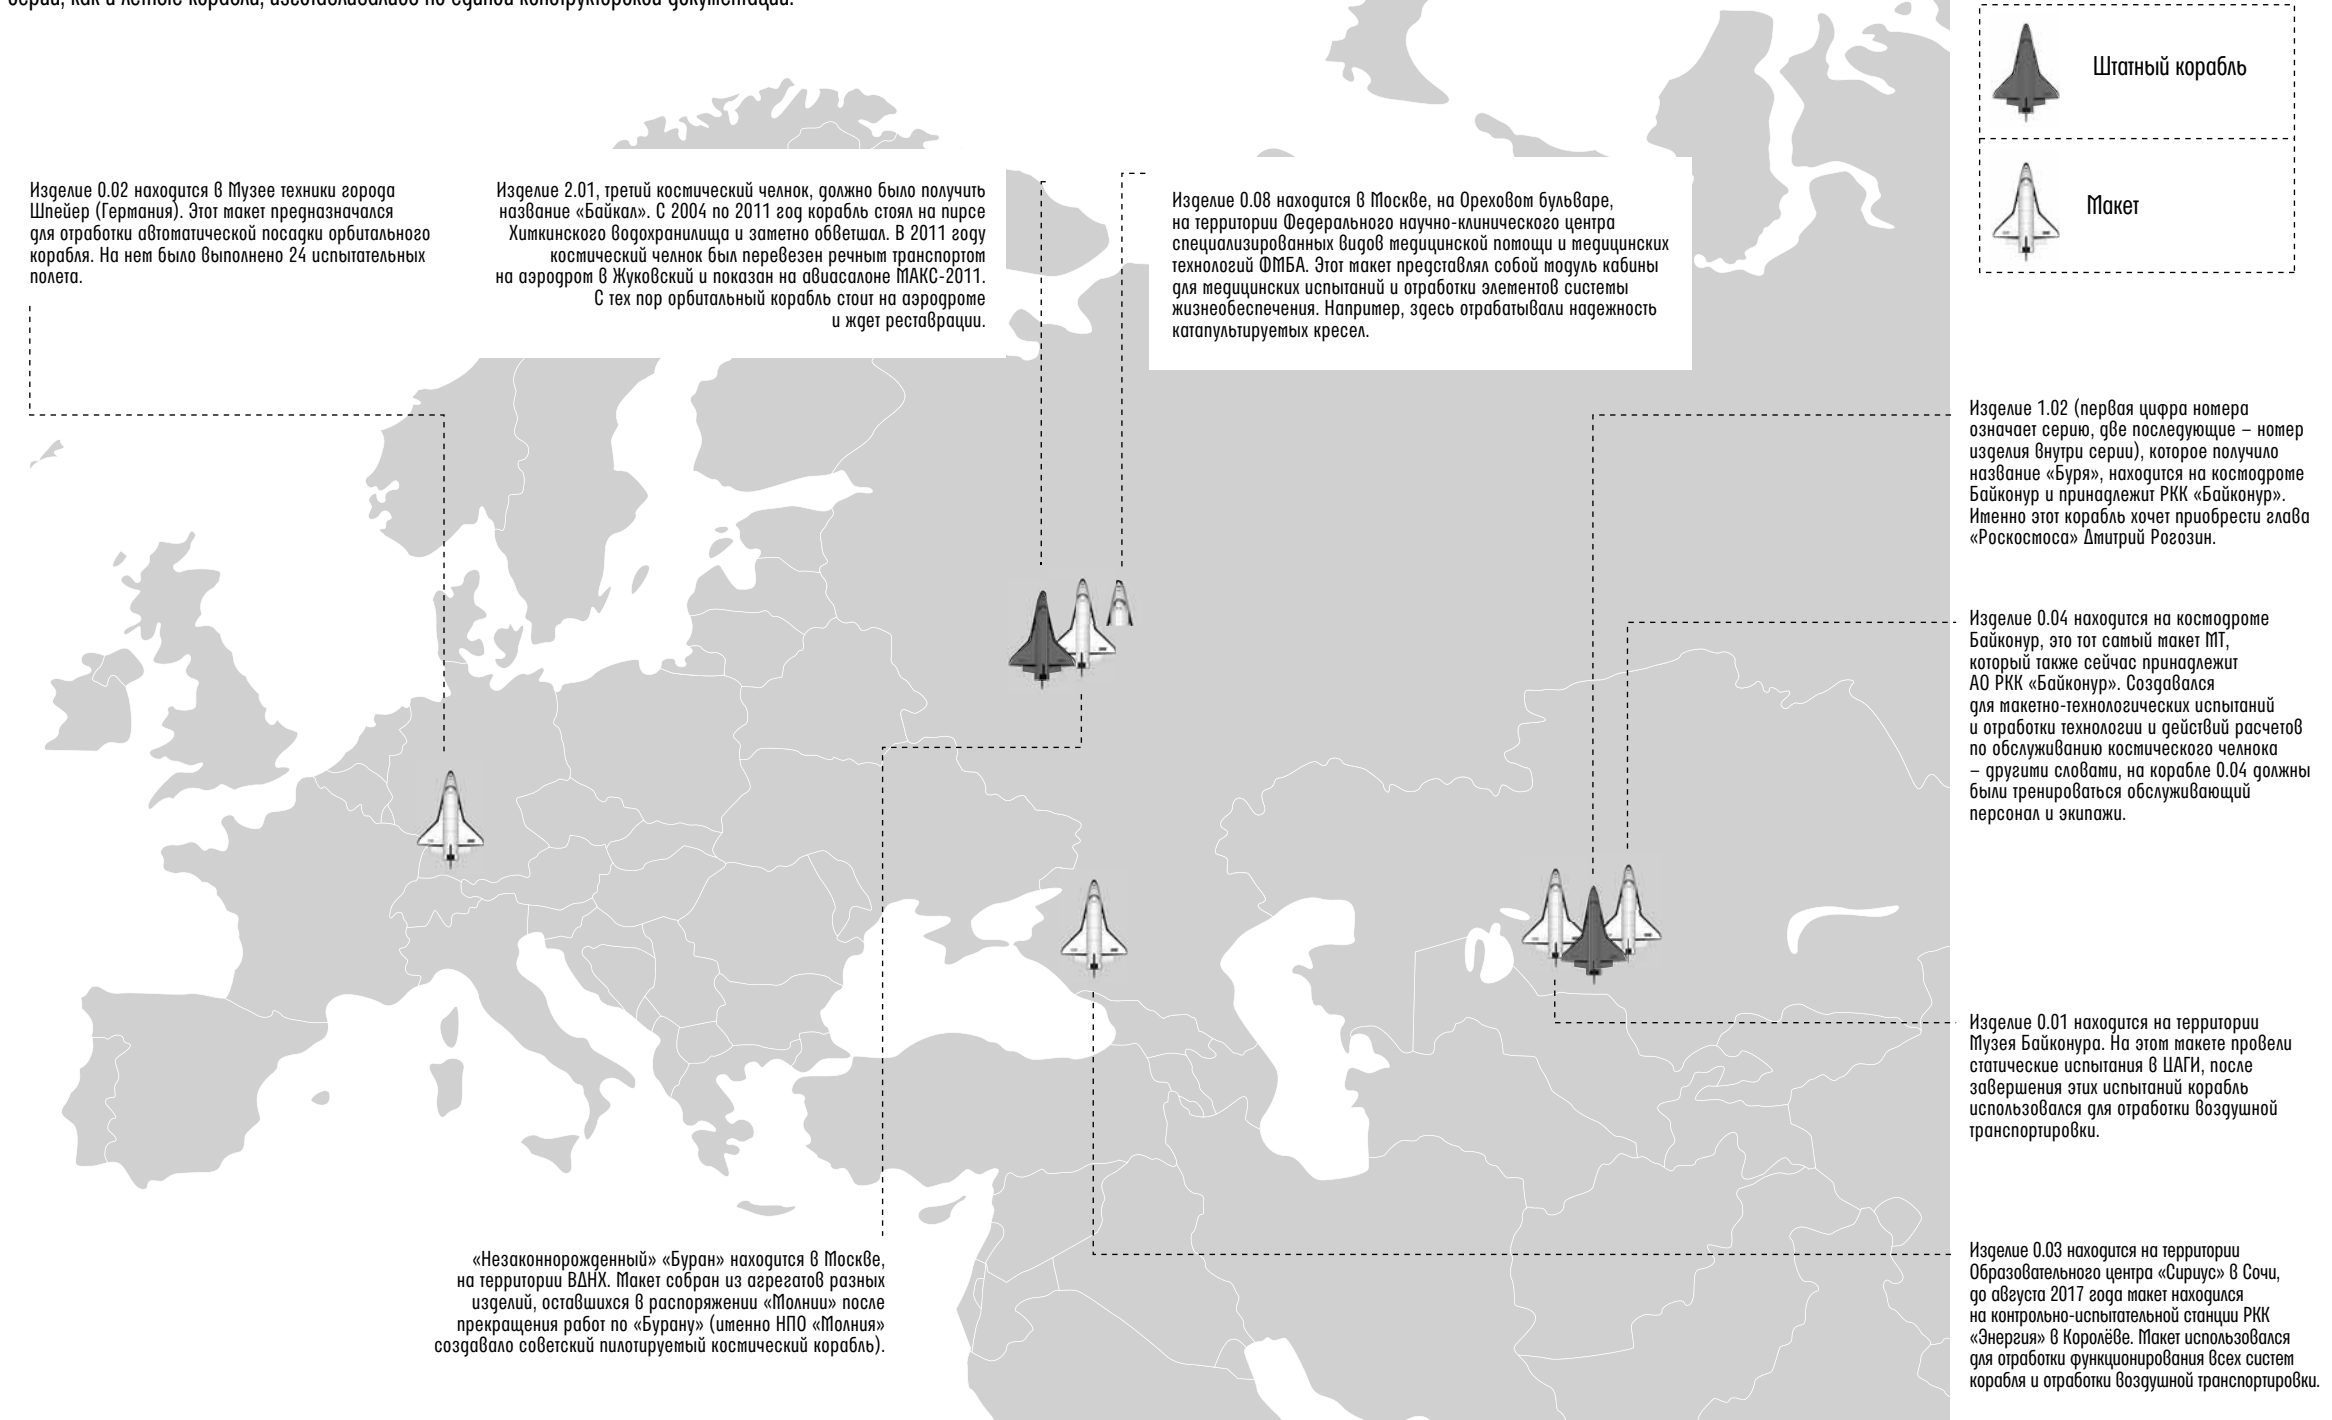 серии, как и летные корабли, изготавливаливо по единой конструкторской документации.
Штатный корабль
Макет
Изделие 0.02 находится в Музее техники города
Шпейер (Германия). Этот макет предназначался
для отработки автоматической посадки орбитального
корабля. На нем было выполнено 24 испытательных
полета.
Изделие 2.01, третий космический челнок, должно было получить
название «Байкал». С 2004 по 2011 год корабль стоял на пирсе
Химкинского водохранилища и заметно обветшал. В 2011 году
космический челнок был перевезен речным транспортом
на аэродром в Жуковский и показан на авиасалоне МАКС-2011.
С тех пор орбитальный корабль стоит на аэродроме
и ждет реставрации.
Изделие 0.08 находится в Москве, на Ореховом бульваре,
на территории Федерального научно-клинического центра
специализированных видов медицинской помощи и медицинских
технологий ФМБА. Этот макет представлял собой модуль кабины
для медицинских испытаний и отработки элементов системы
жизнеобеспечения. Например, здесь отрабатывали надежность
катапультируемых кресел.
Изделие 1.02 (первая цифра номера
означает серию, две последующие – номер
изделия внутри серии), которое получило
название «Буря», находится на космодроме
Байконур и принадлежит РКК «Байконур».
Именно этот корабль хочет приобрести глава
«Роскосмоса» Дмитрий Рогозин.
Изделие 0.04 находится на космодроме
Байконур, это тот самый макет МТ,
который также сейчас принадлежит
АО РКК «Байконур». Создавался
для макетно-технологических испытаний
и отработки технологии и действий расчетов
по обслуживанию космического челнока
– другими словами, на корабле 0.04 должны
были тренироваться обслуживающий
персонал и экипажи.
Изделие 0.01 находится на территории
Музея Байконура. На этом макете провели
статические испытания в ЦАГИ, после
завершения этих испытаний корабль
использовался для отработки воздушной
транспортировки.
Изделие 0.03 находится на территории
Образовательного центра «Сириус» в Сочи,
до августа 2017 года макет находился
на контрольно-испытательной станции РКК
«Энергия» в Королёве. Макет использовался
для отработки функционирования всех систем
корабля и отработки воздушной транспортировки.
«Незаконнорожденный» «Буран» находится в Москве,
на территории ВДНХ. Макет собран из агрегатов разных
изделий, оставшихся в распоряжении «Молнии» после
прекращения работ по «Бурану» (именно НПО «Молния»
создавало советский пилотируемый космический корабль).